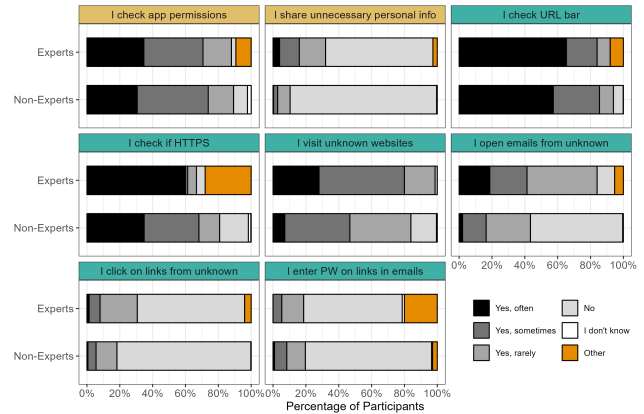 I check app permissions
I share unnecessary personal info
I check URL bar
Experts
Non-Experts
I check if HTTPS
I visit unknown websites
I open emails from unknown
Experts
Non-Experts
0% 20% 40% 60% 80% 100%
I click on links from unknown
I enter PW on links in emails
Experts
Non-Experts
Yes, often
No
Yes, sometimes
I don't know
Yes, rarely
Other
0% 20% 40% 60% 80% 100%
0% 20% 40% 60% 80% 100%
Percentage of Participants